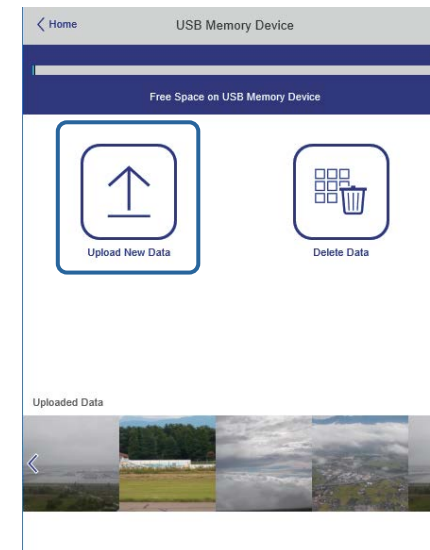 Home
USB Memory Device
Free Space on USB Memory Device
Upload New Data
Delete Data
Uploaded Data